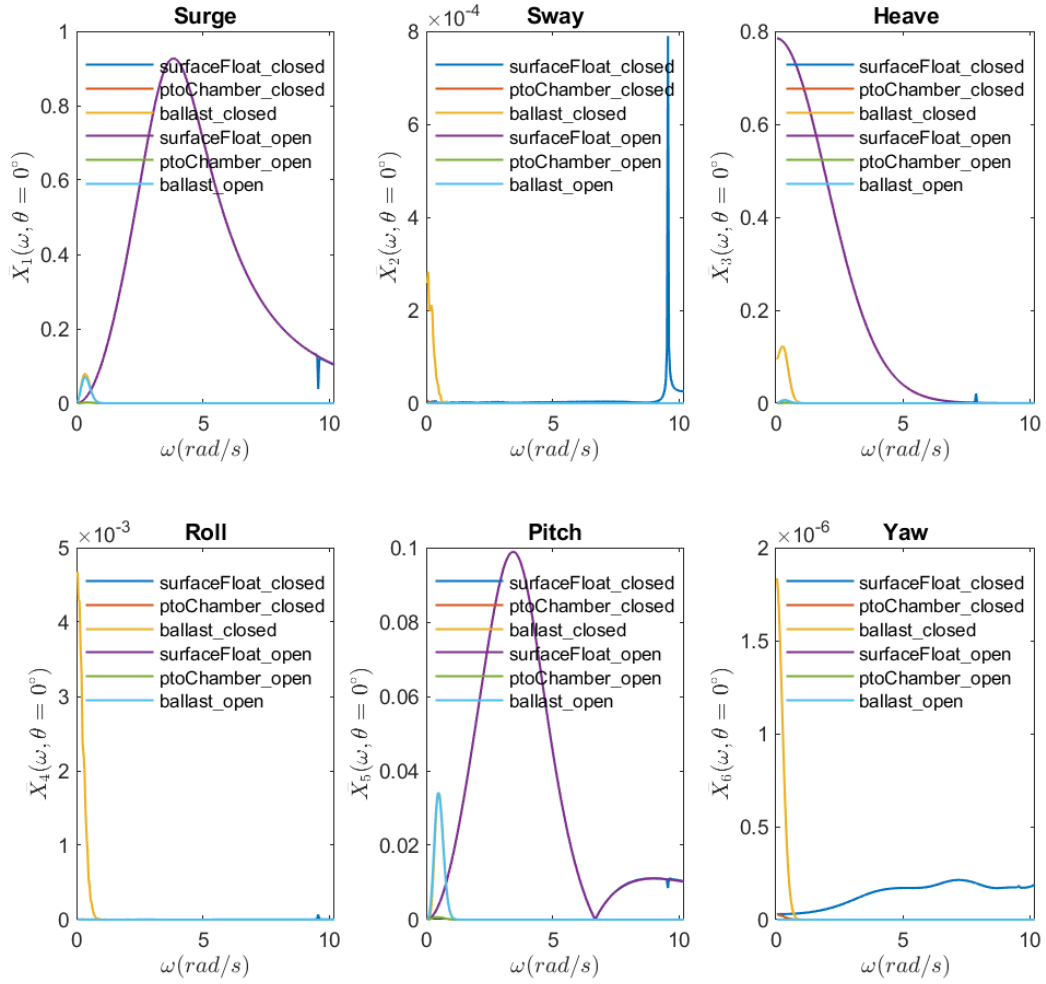 Surge
1
0.8
0.6
0.4
0.2
0
0
5
10
X̄₁(ω, θ = 0°)
ω(rad/s)
surfaceFloat_closed
ptoChamber_closed
ballast_closed
surfaceFloat_open
ptoChamber_open
ballast_open
Sway
×10⁻⁴
8
6
4
2
0
0
5
10
X̄₂(ω, θ = 0°)
ω(rad/s)
surfaceFloat_closed
ptoChamber_closed
ballast_closed
surfaceFloat_open
ptoChamber_open
ballast_open
Heave
0.8
0.6
0.4
0.2
0
0
5
10
X̄₃(ω, θ = 0°)
ω(rad/s)
surfaceFloat_closed
ptoChamber_closed
ballast_closed
surfaceFloat_open
ptoChamber_open
ballast_open
Roll
×10⁻³
5
4
3
2
1
0
0
5
10
X̄₄(ω, θ = 0°)
ω(rad/s)
surfaceFloat_closed
ptoChamber_closed
ballast_closed
surfaceFloat_open
ptoChamber_open
ballast_open
Pitch
0.1
0.08
0.06
0.04
0.02
0
0
5
10
X̄₅(ω, θ = 0°)
ω(rad/s)
surfaceFloat_closed
ptoChamber_closed
ballast_closed
surfaceFloat_open
ptoChamber_open
ballast_open
Yaw
×10⁻⁶
2
1.5
1
0.5
0
0
5
10
X̄₆(ω, θ = 0°)
ω(rad/s)
surfaceFloat_closed
ptoChamber_closed
ballast_closed
surfaceFloat_open
ptoChamber_open
ballast_open